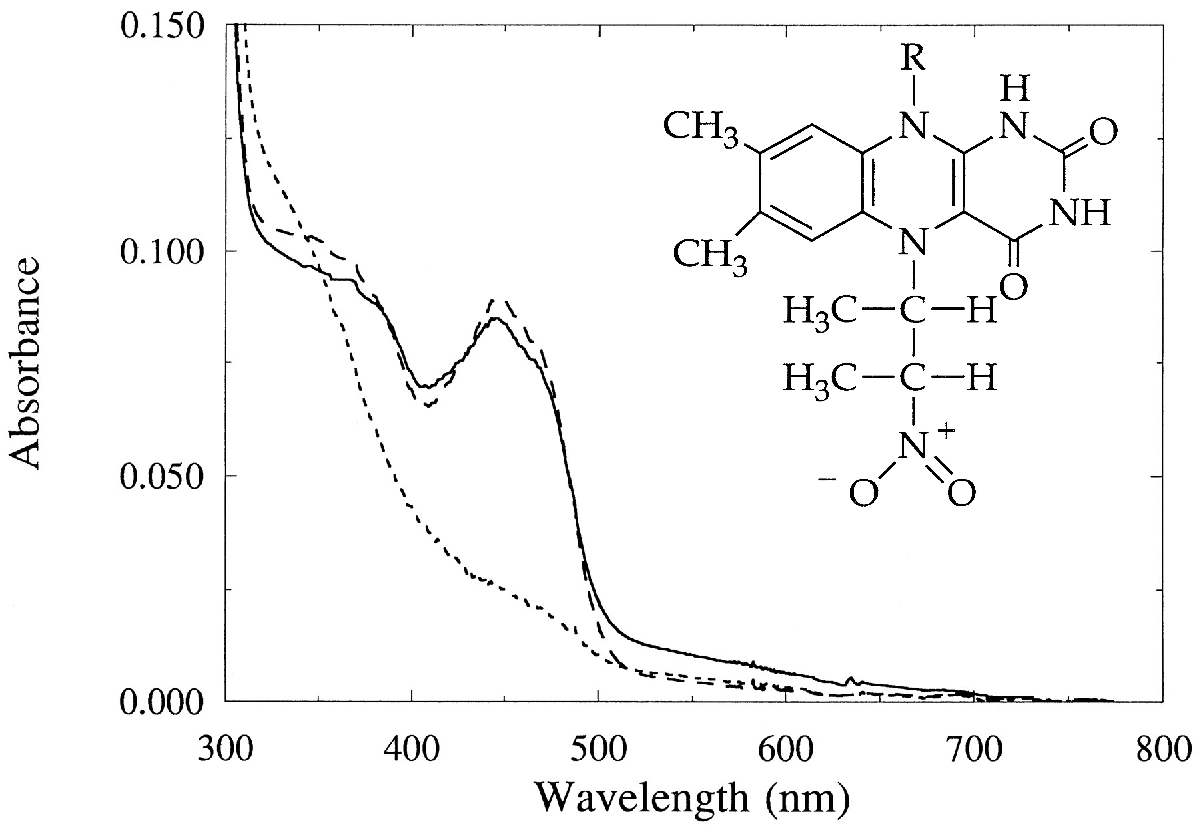 0.150
0.100
0.050
0.000
Absorbance
300 400 500 600 700 800
Wavelength (nm)
R
H
CH3 N N O
CH3 N NH
O
H3C C H
H3C C H
N +
− O O